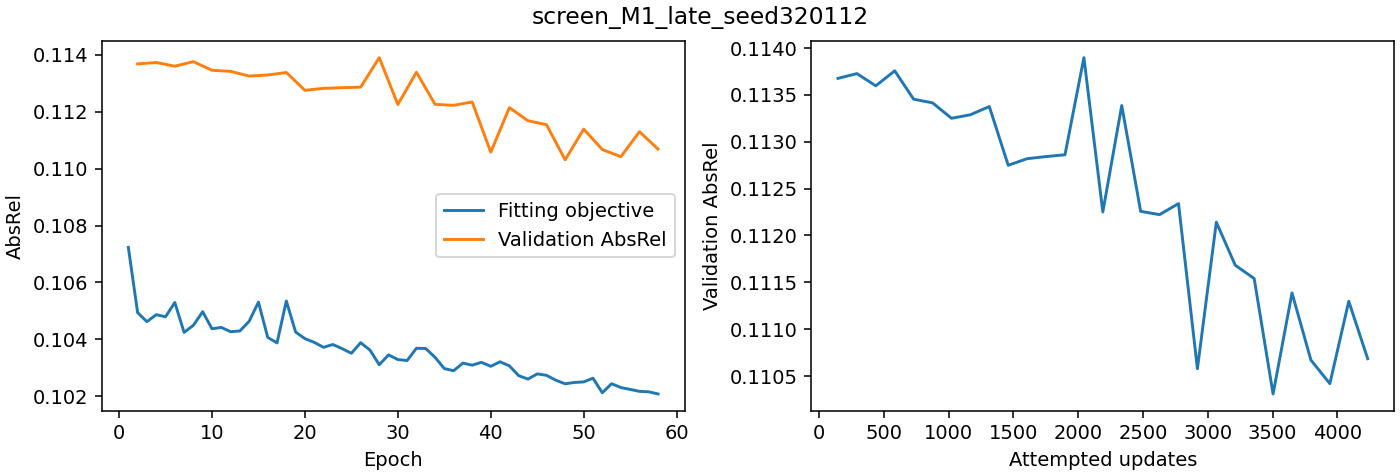 screen_M1_late_seed320112
AbsRel
0.114
0.112
0.110
0.108
0.106
0.104
0.102
Fitting objective
Validation AbsRel
0 10 20 30 40 50 60
Epoch
Validation AbsRel
0.1140
0.1135
0.1130
0.1125
0.1120
0.1115
0.1110
0.1105
0 500 1000 1500 2000 2500 3000 3500 4000
Attempted updates